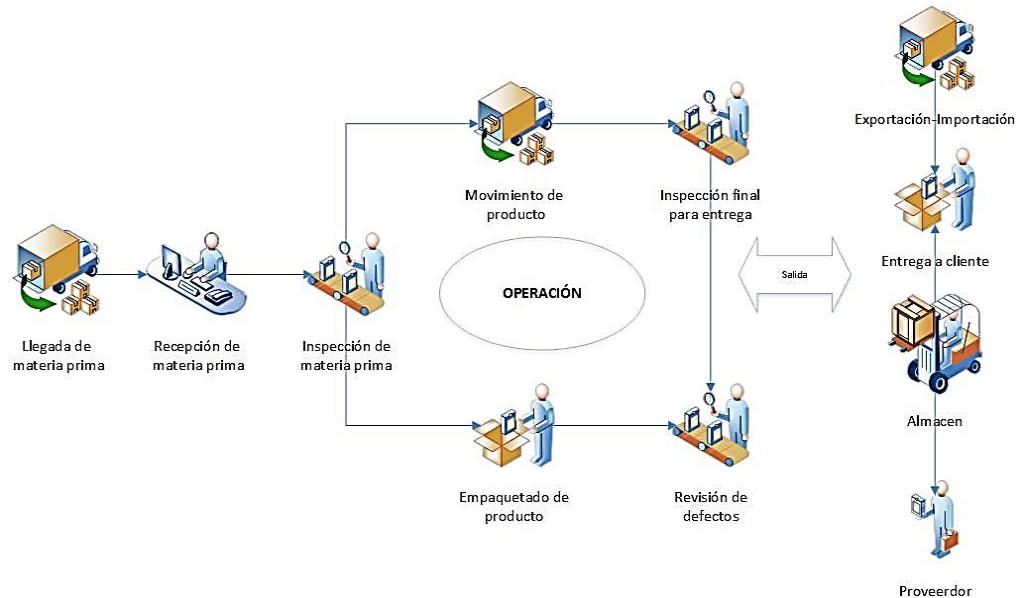 Exportación-Importación
Movimiento de
producto
Inspección final
para entrega
Entrega a cliente
Salida
OPERACIÓN
Llegada de
materia prima
Recepción de
materia prima
Inspección de
materia prima
Almacen
Empaquetado de
producto
Revisión de
defectos
Proveerdor